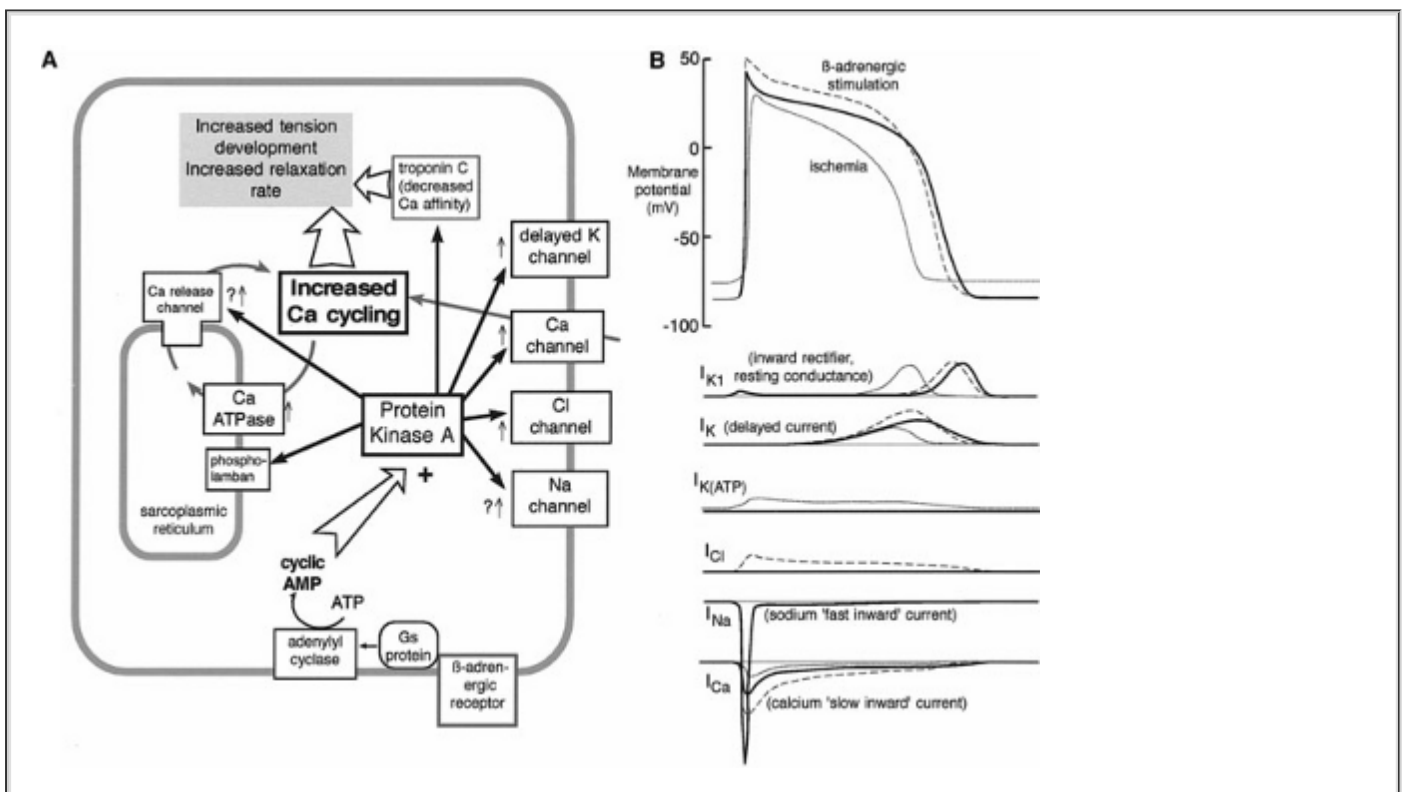 A
Increased tension
development
Increased relaxation
rate
troponin C
(decreased
Ca affinity)
↑ delayed K
channel
Ca release
channel
?↑
Increased
Ca cycling
↑ Ca
channel
Ca
ATPase ↑
Protein
Kinase A
+
Cl
channel
↑
phospho-
lamban
Na
channel
?↑
sarcoplasmic
reticulum
cyclic
AMP
ATP
adenylyl
cyclase
Gs
protein
ß-adren-
ergic
receptor
B
50
0
Membrane
potential
(mV)
-50
-100
ß-adrenergic
stimulation
ischemia
IK1
(inward rectifier,
resting conductance)
IK (delayed current)
IK(ATP)
ICl
INa
(sodium 'fast inward' current)
ICa
(calcium 'slow inward' current)